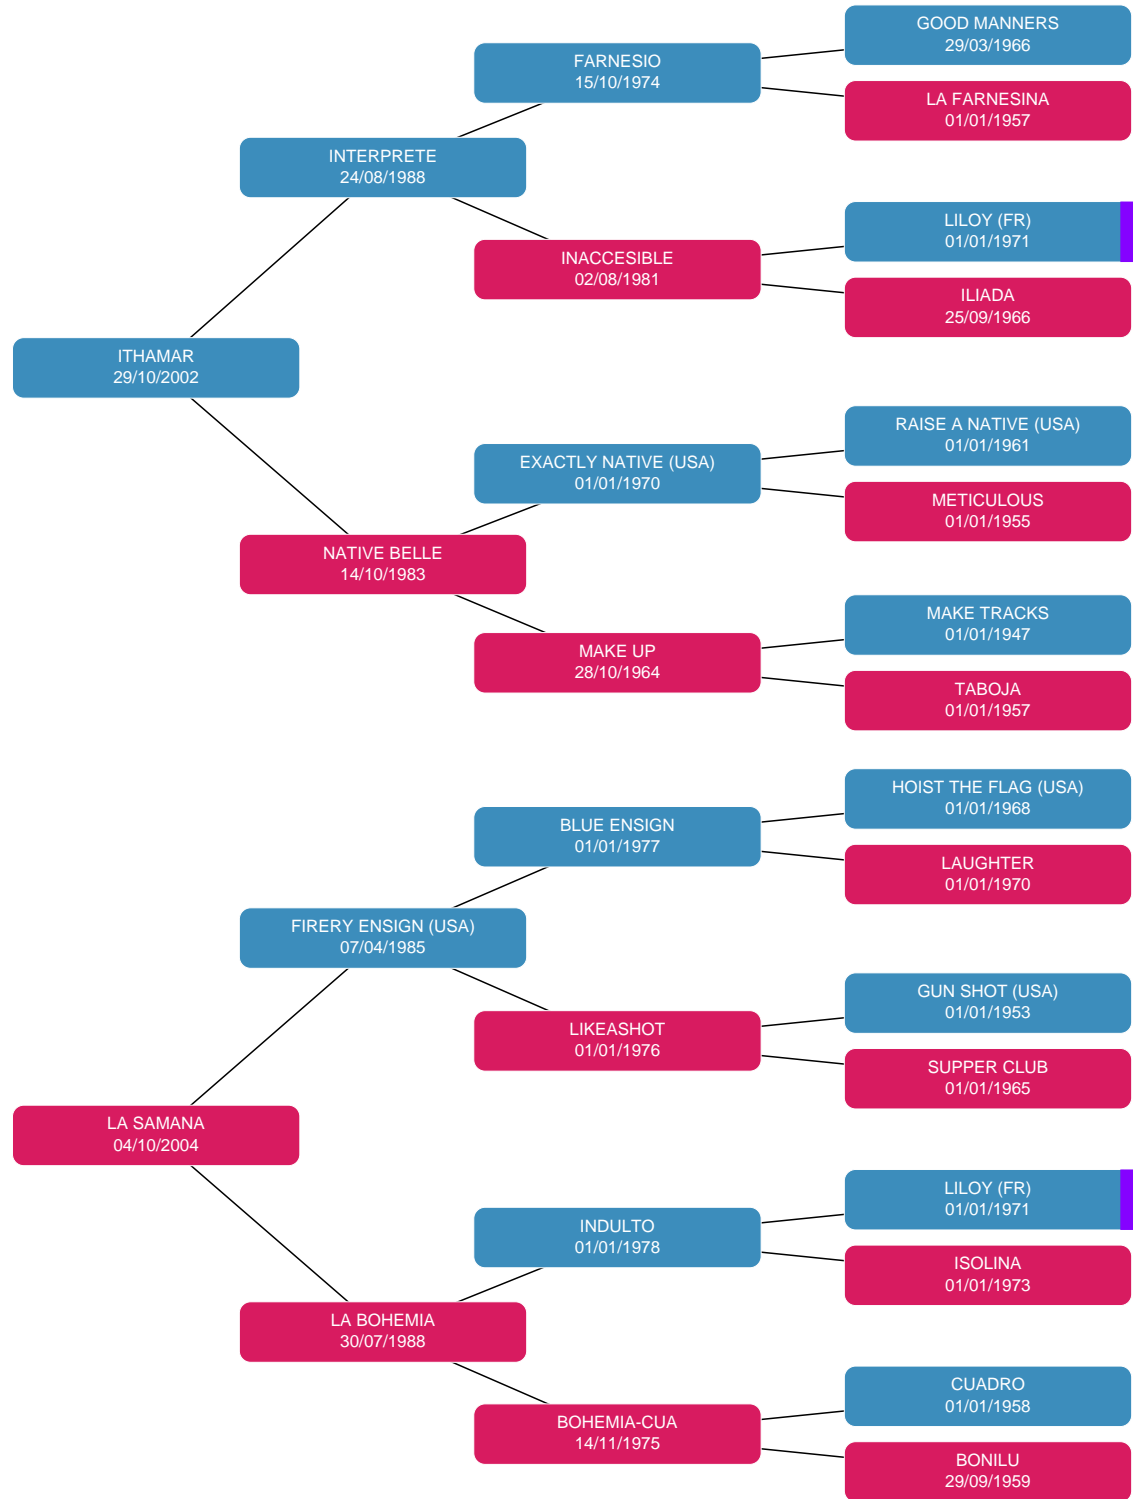 GOOD MANNERS
29/03/1966
FARNESIO
15/10/1974
LA FARNESINA
01/01/1957
INTERPRETE
24/08/1988
LILOY (FR)
01/01/1971
INACCESIBLE
02/08/1981
ILIADA
25/09/1966
ITHAMAR
29/10/2002
RAISE A NATIVE (USA)
01/01/1961
EXACTLY NATIVE (USA)
01/01/1970
METICULOUS
01/01/1955
NATIVE BELLE
14/10/1983
MAKE TRACKS
01/01/1947
MAKE UP
28/10/1964
TABOJA
01/01/1957
HOIST THE FLAG (USA)
01/01/1968
BLUE ENSIGN
01/01/1977
LAUGHTER
01/01/1970
FIRERY ENSIGN (USA)
07/04/1985
GUN SHOT (USA)
01/01/1953
LIKEASHOT
01/01/1976
SUPPER CLUB
01/01/1965
LA SAMANA
04/10/2004
LILOY (FR)
01/01/1971
INDULTO
01/01/1978
ISOLINA
01/01/1973
LA BOHEMIA
30/07/1988
CUADRO
01/01/1958
BOHEMIA-CUA
14/11/1975
BONILU
29/09/1959